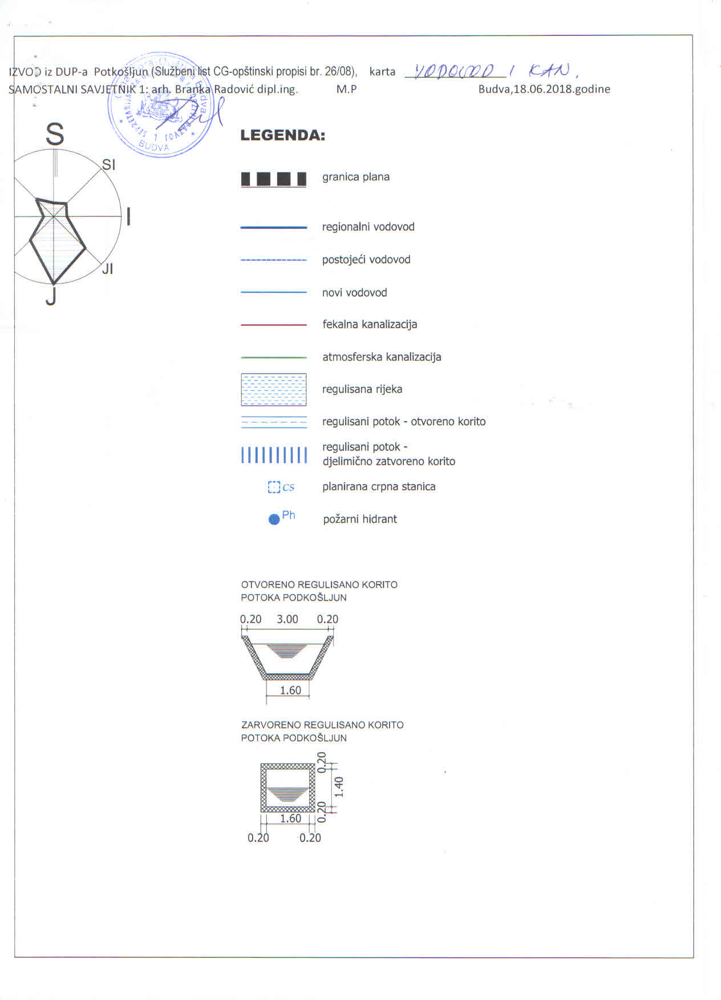 IZVOD iz DUP-a Potkošljun (Službeni list CG-opštinski propisi br. 26/08), karta VODOVOD I KAN.
SAMOSTALNI SAVJETNIK 1: arh. Branka Radović dipl.ing. M.P Budva,18.06.2018.godine
BUDVA
S
SI
I
JI
J
LEGENDA:
granica plana
regionalni vodovod
postojeći vodovod
novi vodovod
fekalna kanalizacija
atmosferska kanalizacija
regulisana rijeka
regulisani potok - otvoreno korito
regulisani potok -
djelimično zatvoreno korito
CS planirana crpna stanica
Ph požarni hidrant
OTVORENO REGULISANO KORITO
POTOKA PODKOŠLJUN
0.20 3.00 0.20
1.60
ZARVORENO REGULISANO KORITO
POTOKA PODKOŠLJUN
0.20
1.40
0.20
1.60
0.20 0.20